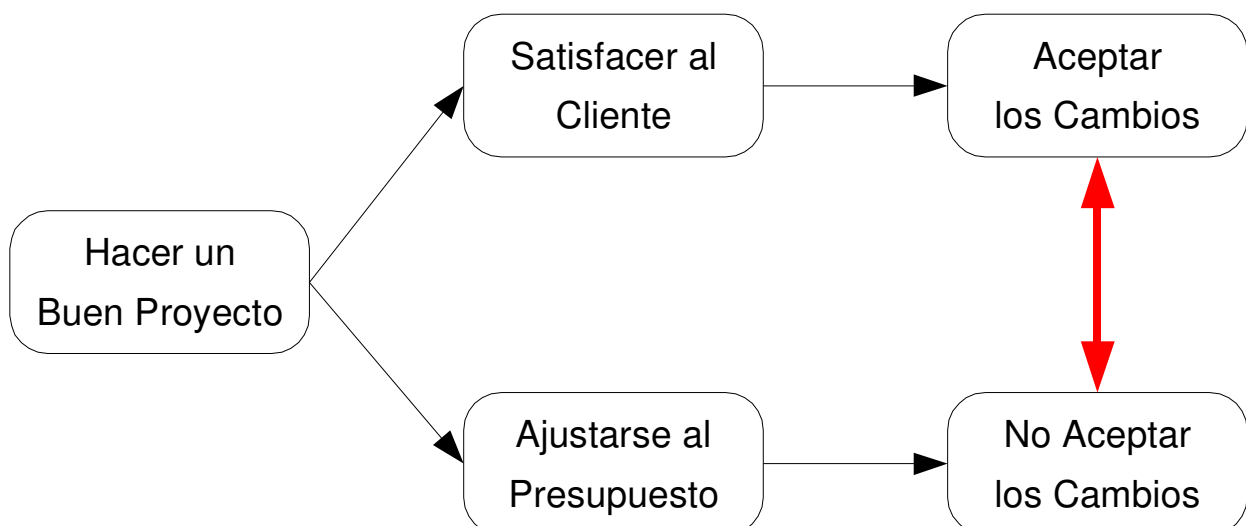 Satisfacer al
Cliente
Aceptar
los Cambios
Hacer un
Buen Proyecto
Ajustarse al
Presupuesto
No Aceptar
los Cambios